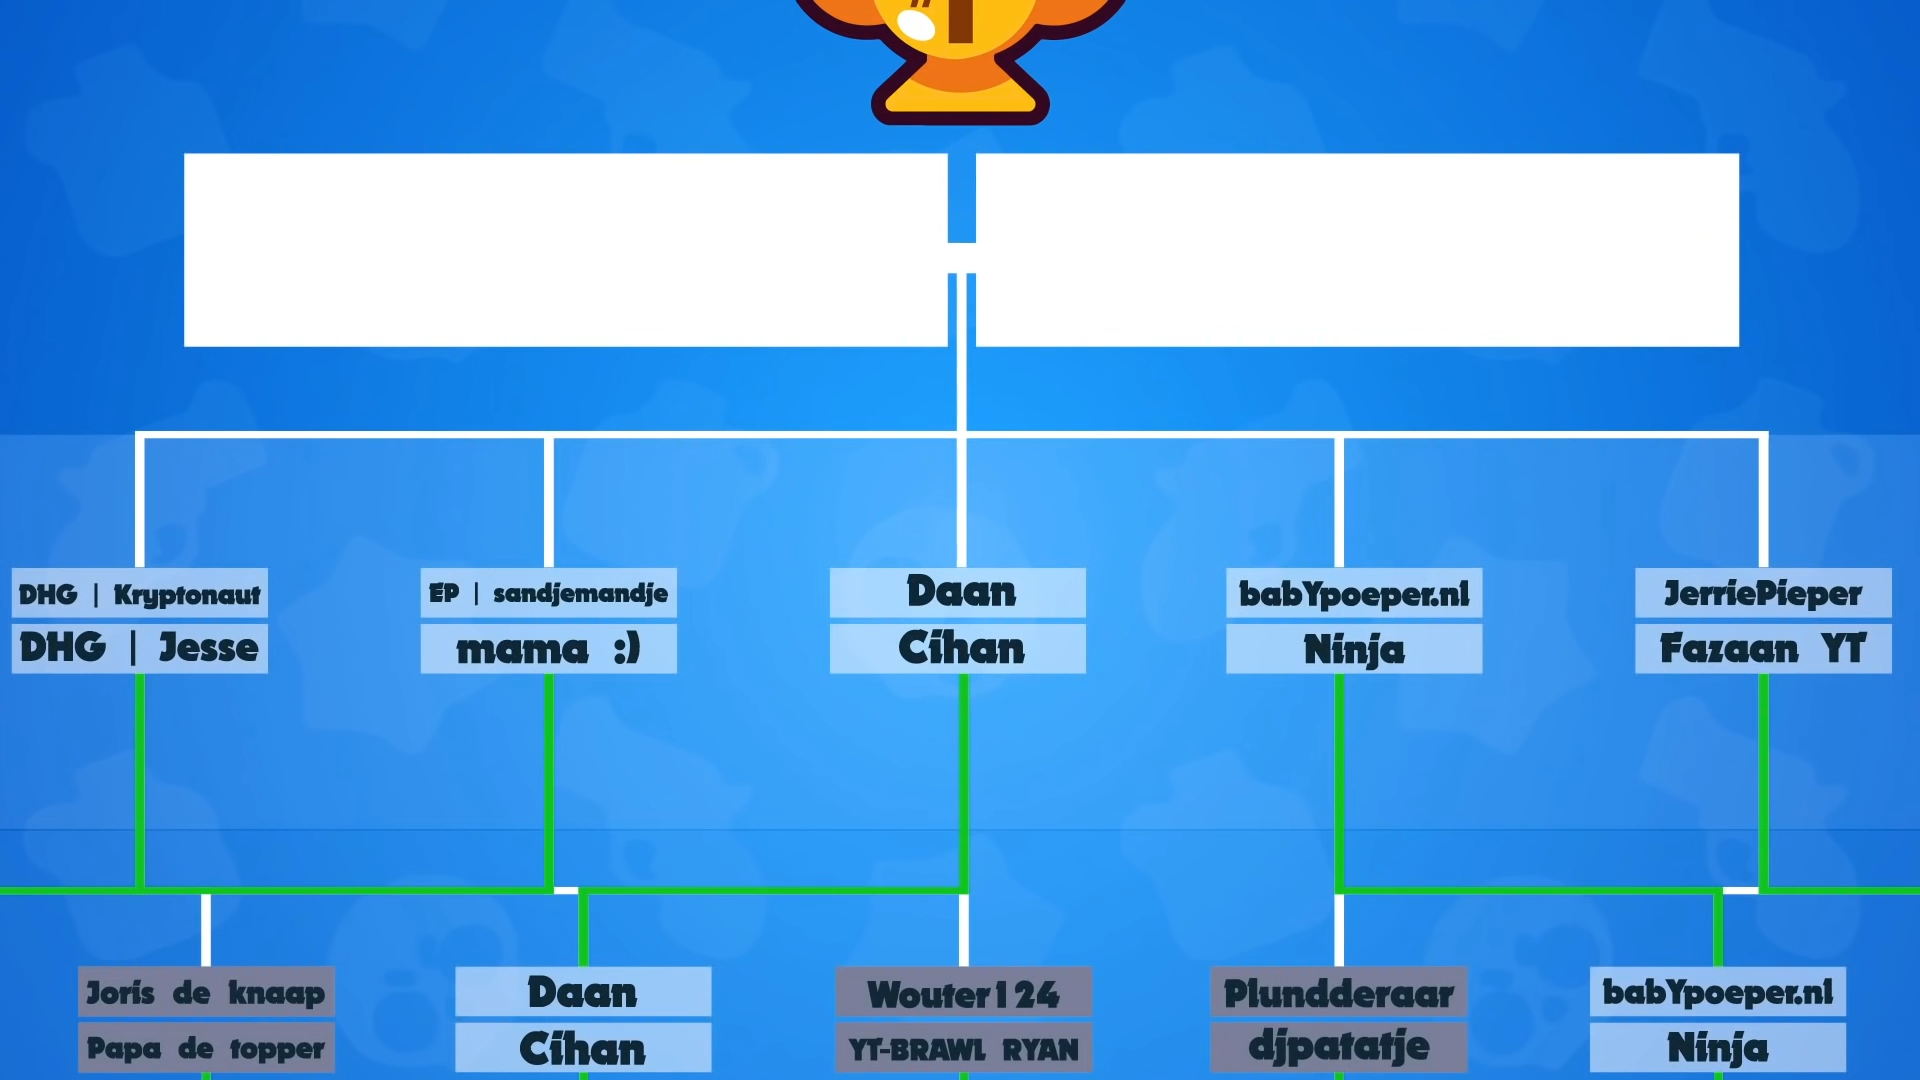 DHG | Kryptonaut
DHG | Jesse
EP | sandjemandje
mama :)
Daan
Cihan
babYpoeper.nl
Ninja
JerriePieper
Fazaan YT
Joris de knaap
Papa de topper
Daan
Cihan
Wouter124
YT-BRAWL RYAN
Plundderaar
djpatatje
babYpoeper.nl
Ninja